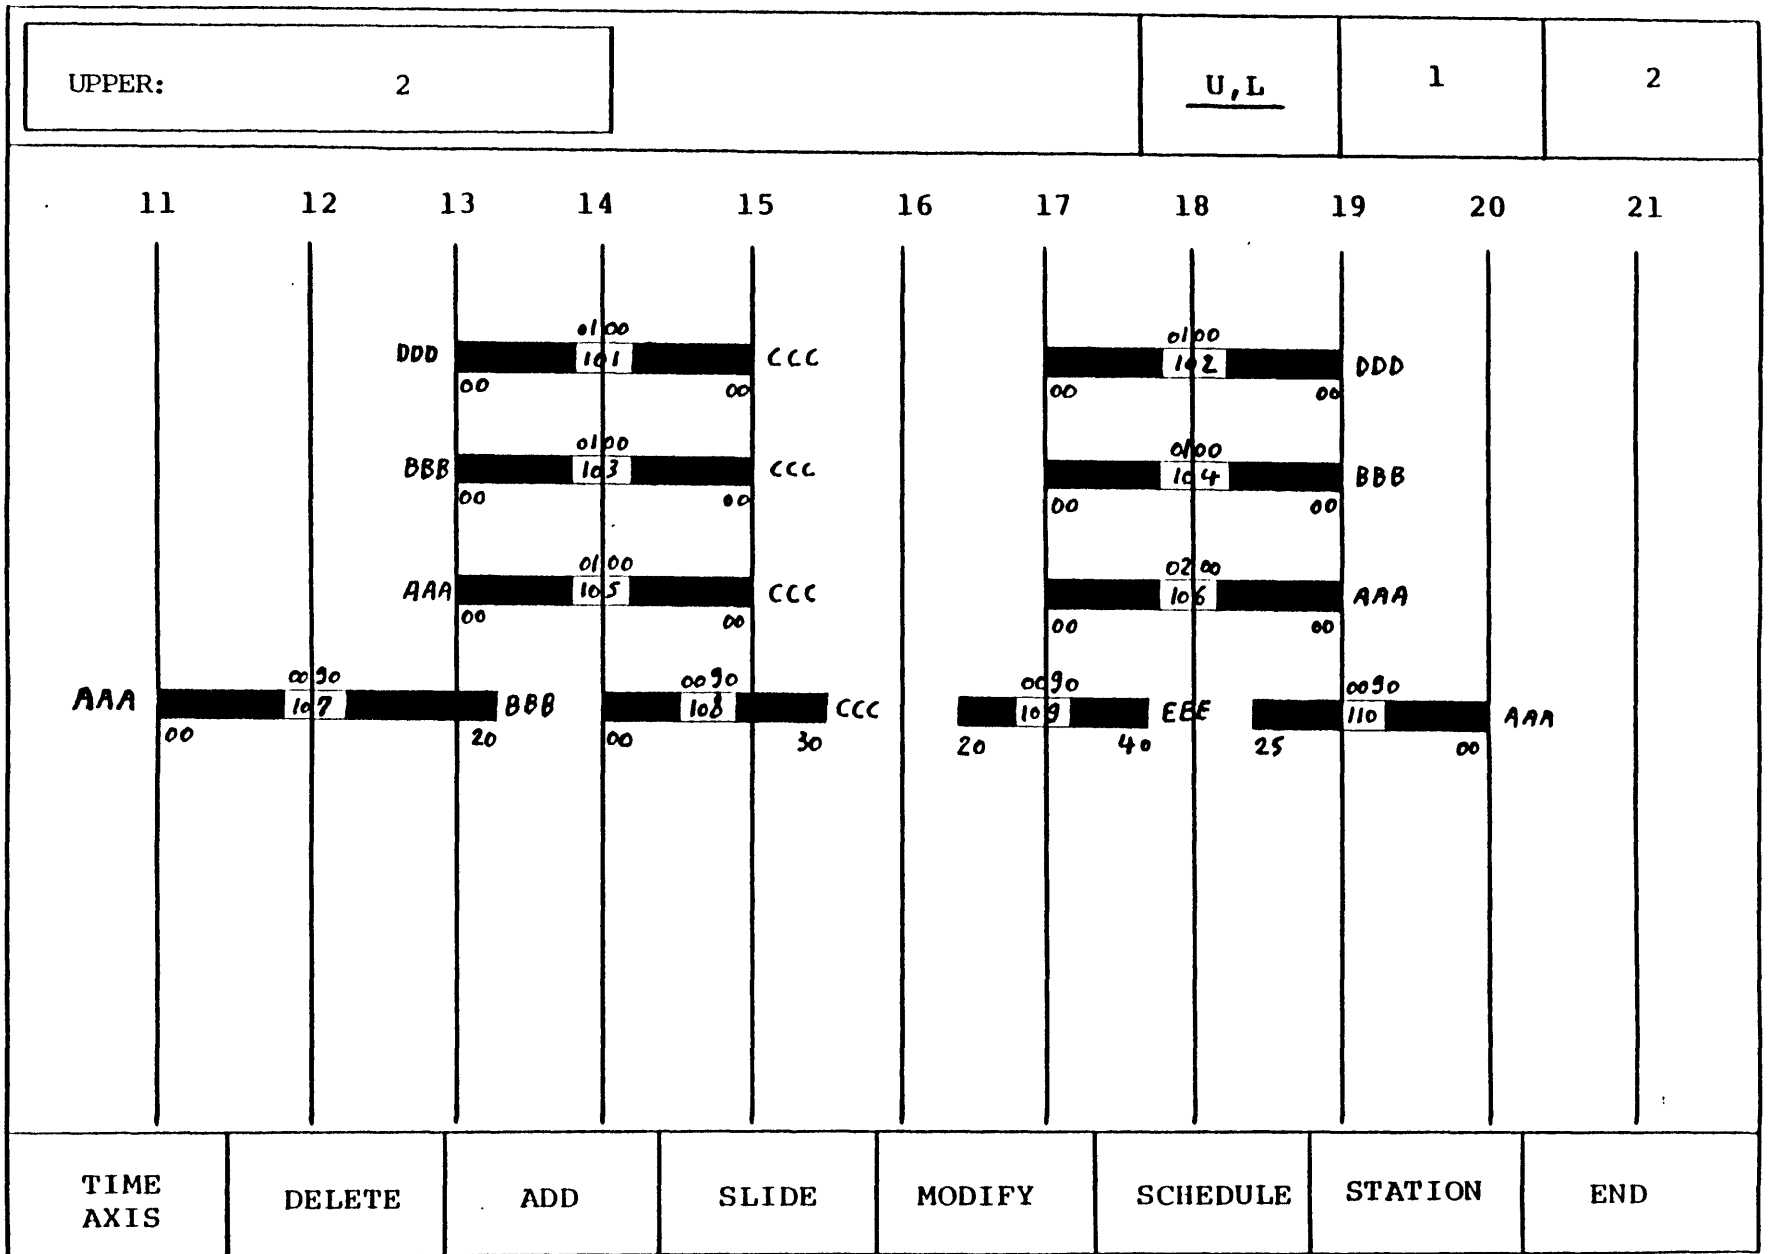 UPPER: 2 U,L 1 2
11 12 13 14 15 16 17 18 19 20 21
0100 0100
DDD 101 CCC 102 DDD
00 00 00 00
0100 0100
BBB 103 CCC 104 BBB
00 00 00 00
0100 0200
AAA 105 CCC 106 AAA
00 00 00 00
0090 0090 0090 0090
AAA 107 BBB 108 CCC 109 110 AAA
00 20 00 30 20 40 25 00
TIME DELETE ADD SLIDE MODIFY SCHEDULE STATION END
AXIS